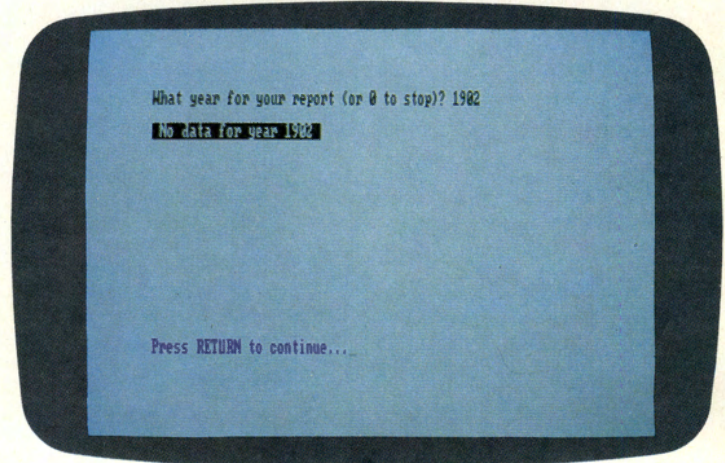 What year for your report (or 0 to stop)? 1902
No data for year 1902
Press RETURN to continue..._